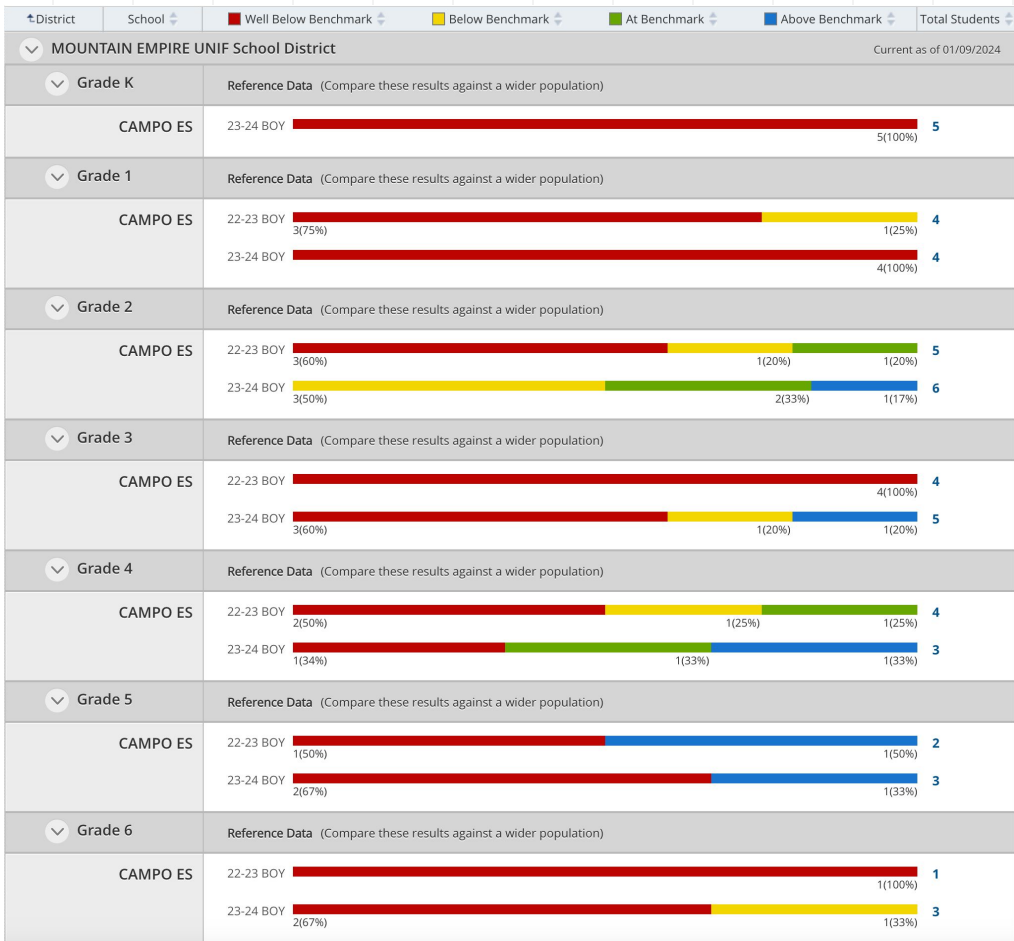 District School Well Below Benchmark Below Benchmark At Benchmark Above Benchmark Total Students
MOUNTAIN EMPIRE UNIF School District Current as of 01/09/2024
Grade K Reference Data (Compare these results against a wider population)
CAMPO ES 23-24 BOY 5
5(100%)
Grade 1 Reference Data (Compare these results against a wider population)
CAMPO ES 22-23 BOY 4
3(75%) 1(25%)
23-24 BOY 4
4(100%)
Grade 2 Reference Data (Compare these results against a wider population)
CAMPO ES 22-23 BOY 5
3(60%) 1(20%) 1(20%)
23-24 BOY 6
3(50%) 2(33%) 1(17%)
Grade 3 Reference Data (Compare these results against a wider population)
CAMPO ES 22-23 BOY 4
4(100%)
23-24 BOY 5
3(60%) 1(20%) 1(20%)
Grade 4 Reference Data (Compare these results against a wider population)
CAMPO ES 22-23 BOY 4
2(50%) 1(25%) 1(25%)
23-24 BOY 3
1(34%) 1(33%) 1(33%)
Grade 5 Reference Data (Compare these results against a wider population)
CAMPO ES 22-23 BOY 2
1(50%) 1(50%)
23-24 BOY 3
2(67%) 1(33%)
Grade 6 Reference Data (Compare these results against a wider population)
CAMPO ES 22-23 BOY 1
1(100%)
23-24 BOY 3
2(67%) 1(33%)